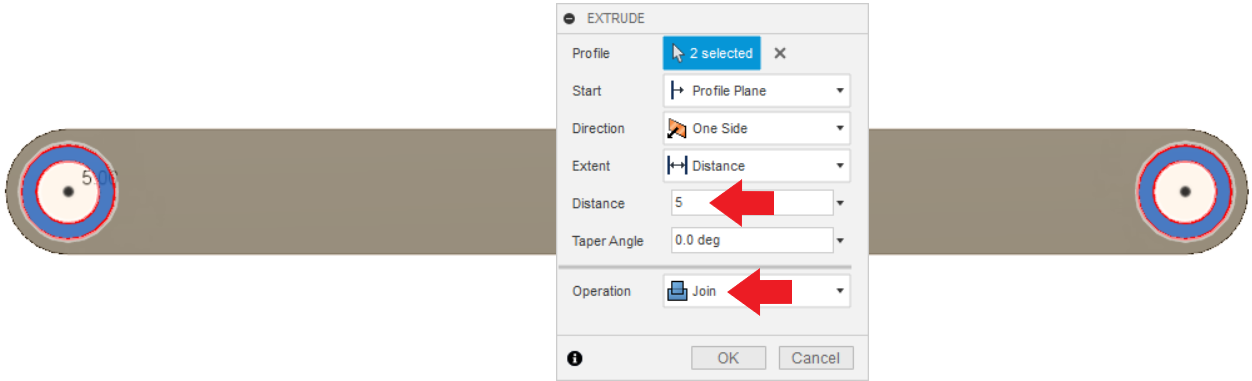 EXTRUDE
Profile 2 selected
Start Profile Plane
Direction One Side
Extent Distance
Distance 5
Taper Angle 0.0 deg
Operation Join
OK Cancel
5.00